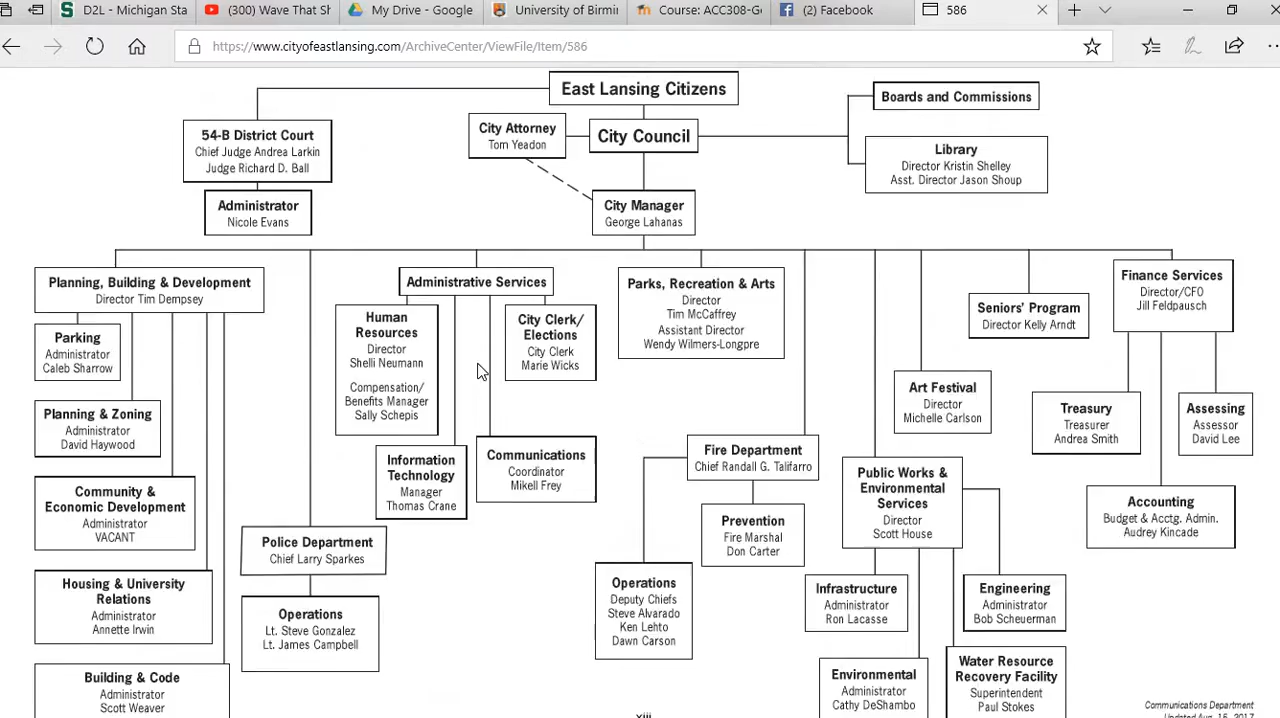 D2L - Michigan Sta
(300) Wave That Sh
My Drive - Google
University of Birmin
Course: ACC308-Go
(2) Facebook
586
https://www.cityofeastlansing.com/ArchiveCenter/ViewFile/Item/586
East Lansing Citizens
Boards and Commissions
54-B District Court
Chief Judge Andrea Larkin
Judge Richard D. Ball
City Attorney
Tom Yeadon
City Council
Library
Director Kristin Shelley
Asst. Director Jason Shoup
Administrator
Nicole Evans
City Manager
George Lahanas
Planning, Building & Development
Director Tim Dempsey
Administrative Services
Parks, Recreation & Arts
Director
Tim McCaffrey
Assistant Director
Wendy Wilmers-Longpre
Seniors' Program
Director Kelly Arndt
Finance Services
Director/CFO
Jill Feldpausch
Parking
Administrator
Caleb Sharrow
Human
Resources
Director
Shelli Neumann
Compensation/
Benefits Manager
Sally Schepis
City Clerk/
Elections
City Clerk
Marie Wicks
Planning & Zoning
Administrator
David Haywood
Art Festival
Director
Michelle Carlson
Treasury
Treasurer
Andrea Smith
Assessing
Assessor
David Lee
Information
Technology
Manager
Thomas Crane
Communications
Coordinator
Mikell Frey
Fire Department
Chief Randall G. Talifarro
Public Works &
Environmental
Services
Director
Scott House
Community &
Economic Development
Administrator
VACANT
Accounting
Budget & Acctg. Admin.
Audrey Kincade
Prevention
Fire Marshal
Don Carter
Police Department
Chief Larry Sparkes
Housing & University
Relations
Administrator
Annette Irwin
Operations
Lt. Steve Gonzalez
Lt. James Campbell
Operations
Deputy Chiefs
Steve Alvarado
Ken Lehto
Dawn Carson
Infrastructure
Administrator
Ron Lacasse
Engineering
Administrator
Bob Scheuerman
Building & Code
Administrator
Scott Weaver
Environmental
Administrator
Cathy DeShambo
Water Resource
Recovery Facility
Superintendent
Paul Stokes
xiii
Communications Department
Updated Aug. 15, 2017